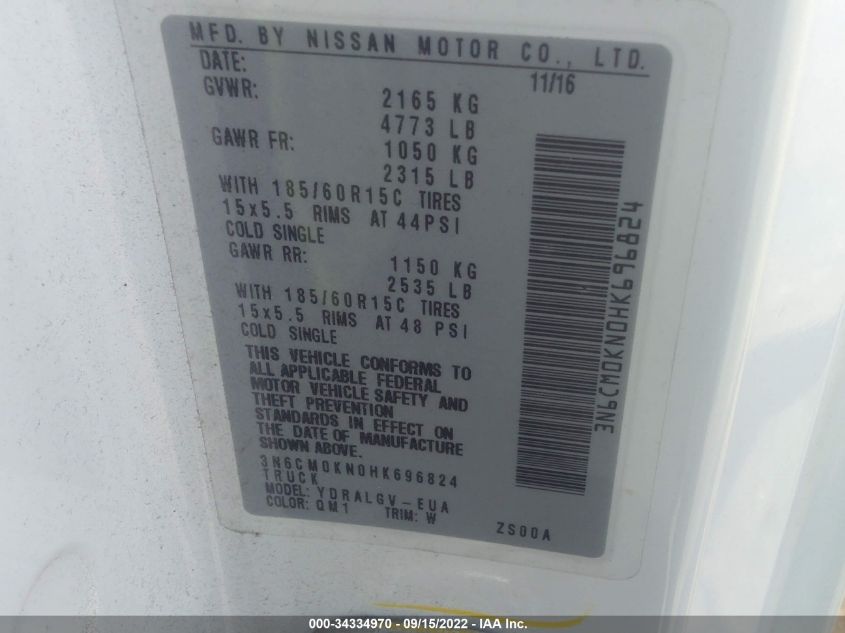 MFD. BY NISSAN MOTOR CO., LTD.
DATE: 11/16
GVWR: 2165 KG
4773 LB
GAWR FR: 1050 KG
2315 LB
WITH 185/60R15C TIRES
15x5.5 RIMS AT 44PSI
COLD SINGLE
GAWR RR: 1150 KG
2535 LB
WITH 185/60R15C TIRES
15x5.5 RIMS AT 48 PSI
COLD SINGLE
THIS VEHICLE CONFORMS TO
ALL APPLICABLE FEDERAL
MOTOR VEHICLE SAFETY AND
THEFT PREVENTION
STANDARDS IN EFFECT ON
THE DATE OF MANUFACTURE
SHOWN ABOVE.
3N6CM0KN0HK696824
TRUCK
MODEL: YDRALGV-EUA
COLOR: QM1 TRIM: W ZS00A
3N6CM0KN0HK696824
000-34334970 - 09/15/2022 - IAA Inc.